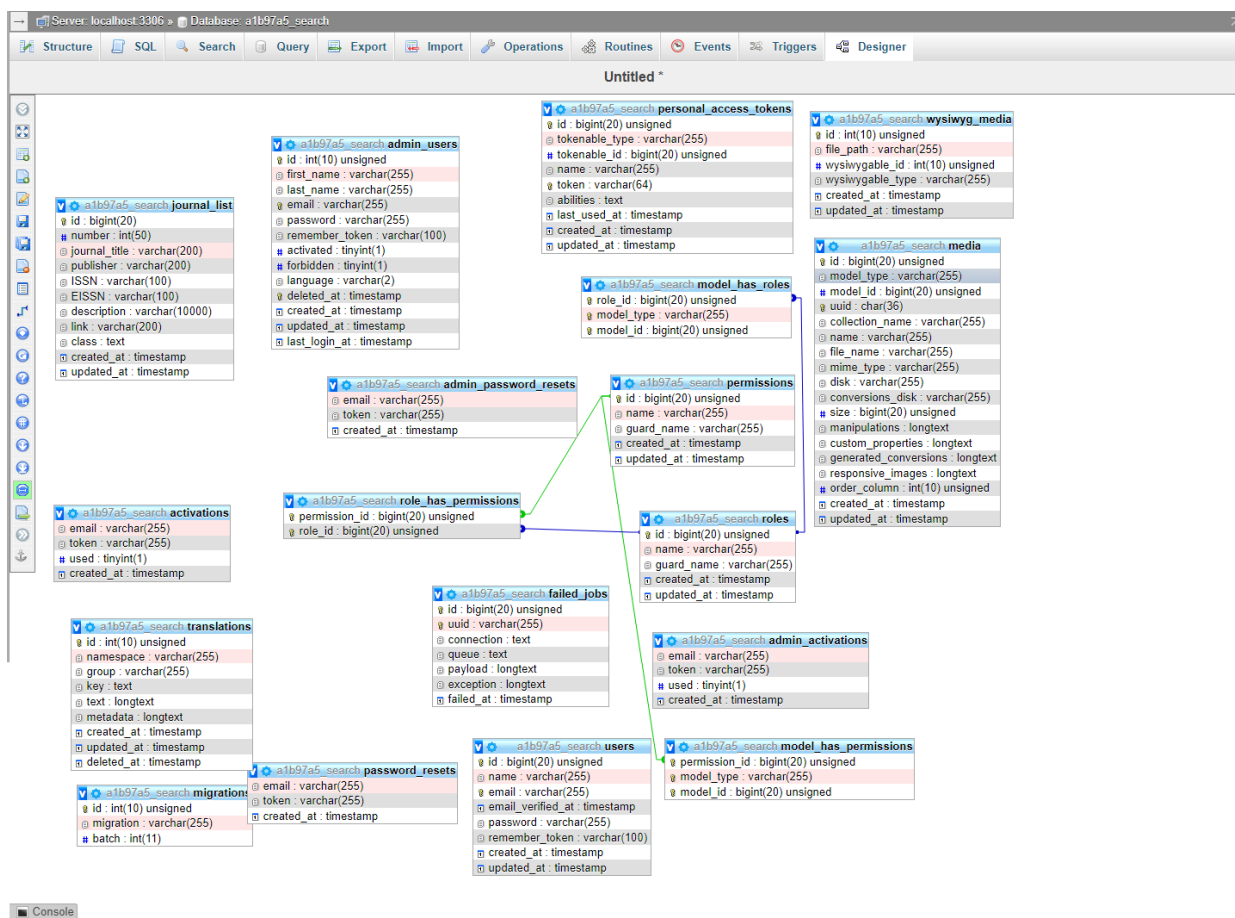 Server: localhost:3306 » Database: a1b97a5_search
Structure SQL Search Query Export Import Operations Routines Events Triggers Designer
Untitled *
a1b97a5_search personal_access_tokens
id : bigint(20) unsigned
tokenable_type : varchar(255)
tokenable_id : bigint(20) unsigned
name : varchar(255)
token : varchar(64)
abilities : text
last_used_at : timestamp
created_at : timestamp
updated_at : timestamp
a1b97a5_search wysiwyg_media
id : int(10) unsigned
file_path : varchar(255)
wysiwygable_id : int(10) unsigned
wysiwygable_type : varchar(255)
created_at : timestamp
updated_at : timestamp
a1b97a5_search admin_users
id : int(10) unsigned
first_name : varchar(255)
last_name : varchar(255)
email : varchar(255)
password : varchar(255)
remember_token : varchar(100)
activated : tinyint(1)
forbidden : tinyint(1)
language : varchar(2)
deleted_at : timestamp
created_at : timestamp
updated_at : timestamp
last_login_at : timestamp
a1b97a5_search journal_list
id : bigint(20)
number : int(50)
journal_title : varchar(200)
publisher : varchar(200)
ISSN : varchar(100)
EISSN : varchar(100)
description : varchar(10000)
link : varchar(200)
class : text
created_at : timestamp
updated_at : timestamp
a1b97a5_search media
id : bigint(20) unsigned
model_type : varchar(255)
model_id : bigint(20) unsigned
uuid : char(36)
collection_name : varchar(255)
name : varchar(255)
file_name : varchar(255)
mime_type : varchar(255)
disk : varchar(255)
conversions_disk : varchar(255)
size : bigint(20) unsigned
manipulations : longtext
custom_properties : longtext
generated_conversions : longtext
responsive_images : longtext
order_column : int(10) unsigned
created_at : timestamp
updated_at : timestamp
a1b97a5_search model_has_roles
role_id : bigint(20) unsigned
model_type : varchar(255)
model_id : bigint(20) unsigned
a1b97a5_search admin_password_resets
email : varchar(255)
token : varchar(255)
created_at : timestamp
a1b97a5_search permissions
id : bigint(20) unsigned
name : varchar(255)
guard_name : varchar(255)
created_at : timestamp
updated_at : timestamp
a1b97a5_search role_has_permissions
permission_id : bigint(20) unsigned
role_id : bigint(20) unsigned
a1b97a5_search activations
email : varchar(255)
token : varchar(255)
used : tinyint(1)
created_at : timestamp
a1b97a5_search roles
id : bigint(20) unsigned
name : varchar(255)
guard_name : varchar(255)
created_at : timestamp
updated_at : timestamp
a1b97a5_search failed_jobs
id : bigint(20) unsigned
uuid : varchar(255)
connection : text
queue : text
payload : longtext
exception : longtext
failed_at : timestamp
a1b97a5_search translations
id : int(10) unsigned
namespace : varchar(255)
group : varchar(255)
key : text
text : longtext
metadata : longtext
created_at : timestamp
updated_at : timestamp
deleted_at : timestamp
a1b97a5_search admin_activations
email : varchar(255)
token : varchar(255)
used : tinyint(1)
created_at : timestamp
a1b97a5_search users
id : bigint(20) unsigned
name : varchar(255)
email : varchar(255)
email_verified_at : timestamp
password : varchar(255)
remember_token : varchar(100)
created_at : timestamp
updated_at : timestamp
a1b97a5_search model_has_permissions
permission_id : bigint(20) unsigned
model_type : varchar(255)
model_id : bigint(20) unsigned
a1b97a5_search password_resets
email : varchar(255)
token : varchar(255)
created_at : timestamp
a1b97a5_search migrations
id : int(10) unsigned
migration : varchar(255)
batch : int(11)
Console